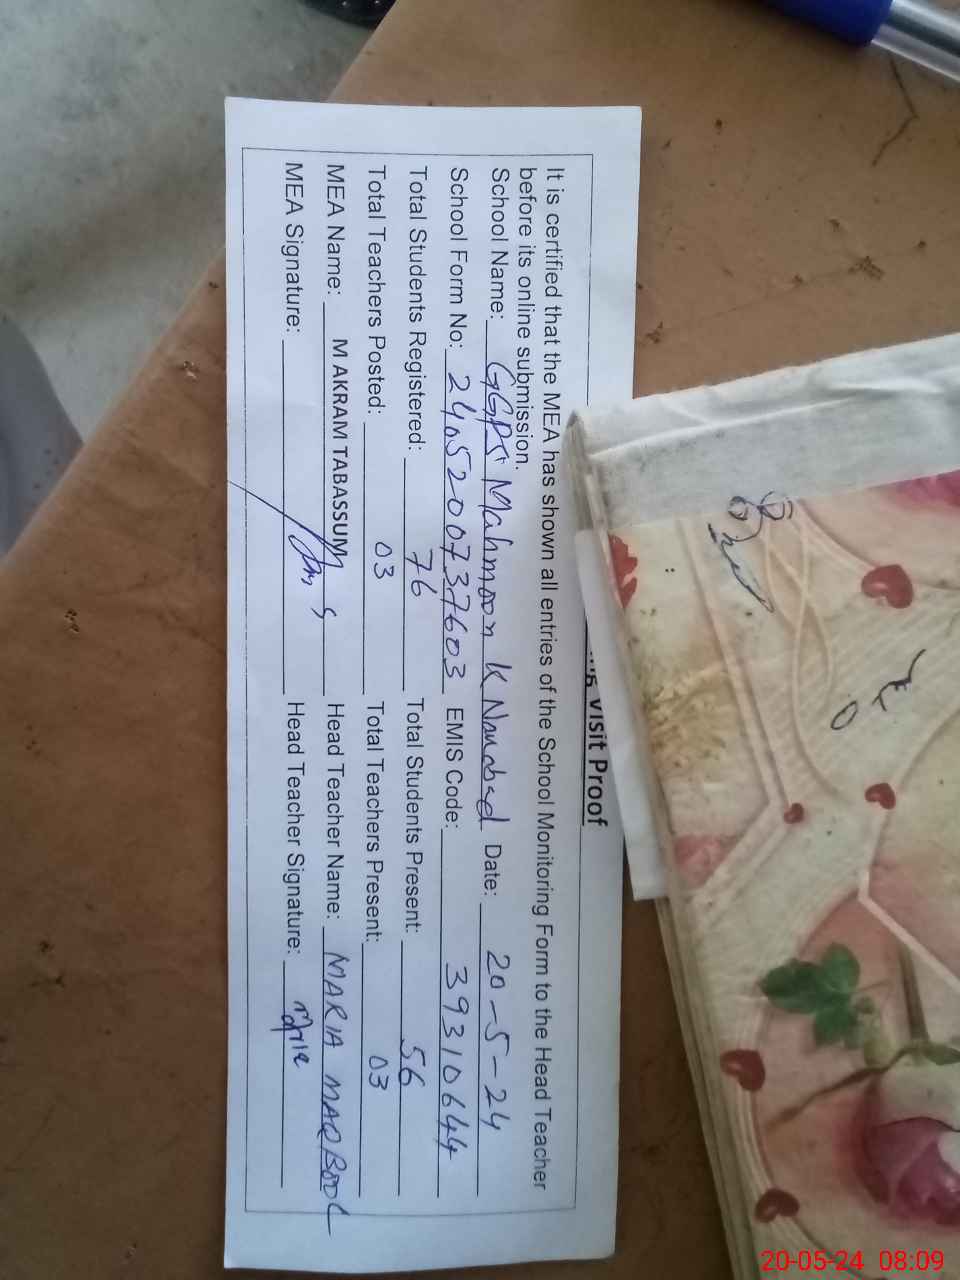 Visit Proof
It is certified that the MEA has shown all entries of the School Monitoring Form to the Head Teacher
before its online submission.
School Name: GGPS Mahmoon K Date: 20-5-24
School Form No: 2405200737603 EMIS Code: 39310644
Total Students Registered: 76 Total Students Present: 56
Total Teachers Posted: 03 Total Teachers Present: 03
MEA Name: M AKRAM TABASSUM Head Teacher Name: MARIA MAQBOOL
MEA Signature: Head Teacher Signature: Maria
20-05-24 08:09